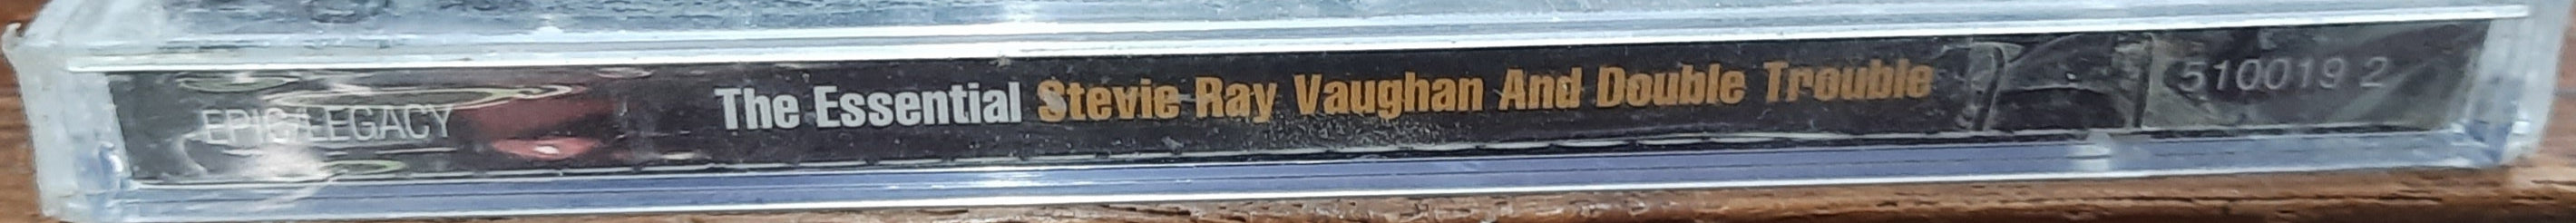 EPIC/LEGACY The Essential Stevie Ray Vaughan And Double Trouble 510019 2